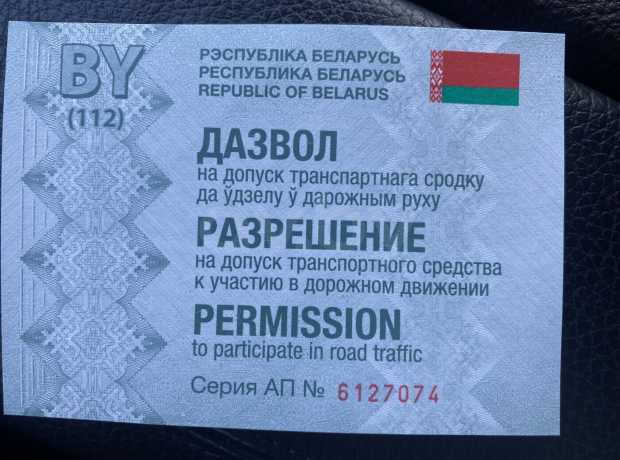 BY
(112)
РЭСПУБЛІКА БЕЛАРУСЬ
РЕСПУБЛИКА БЕЛАРУСЬ
REPUBLIC OF BELARUS
ДАЗВОЛ
на допуск транспартнага сродку
да ўдзелу ў дарожным руху
РАЗРЕШЕНИЕ
на допуск транспортного средства
к участию в дорожном движении
PERMISSION
to participate in road traffic
Серия АП № 6127074